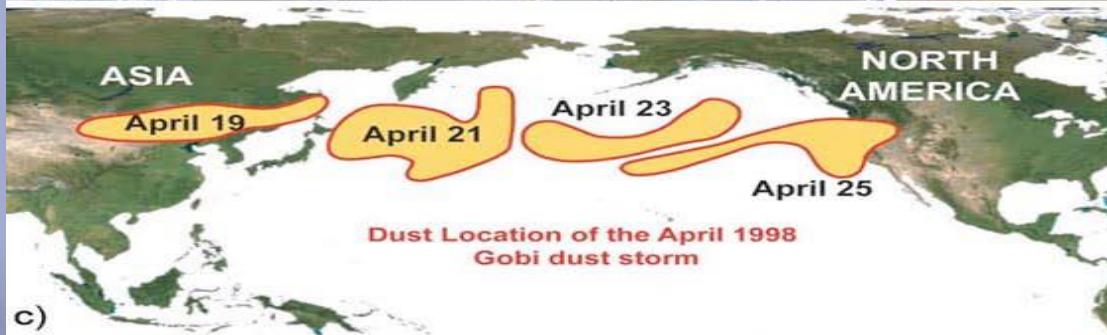 ASIA
NORTH
AMERICA
April 19
April 21
April 23
April 25
Dust Location of the April 1998
Gobi dust storm
c)